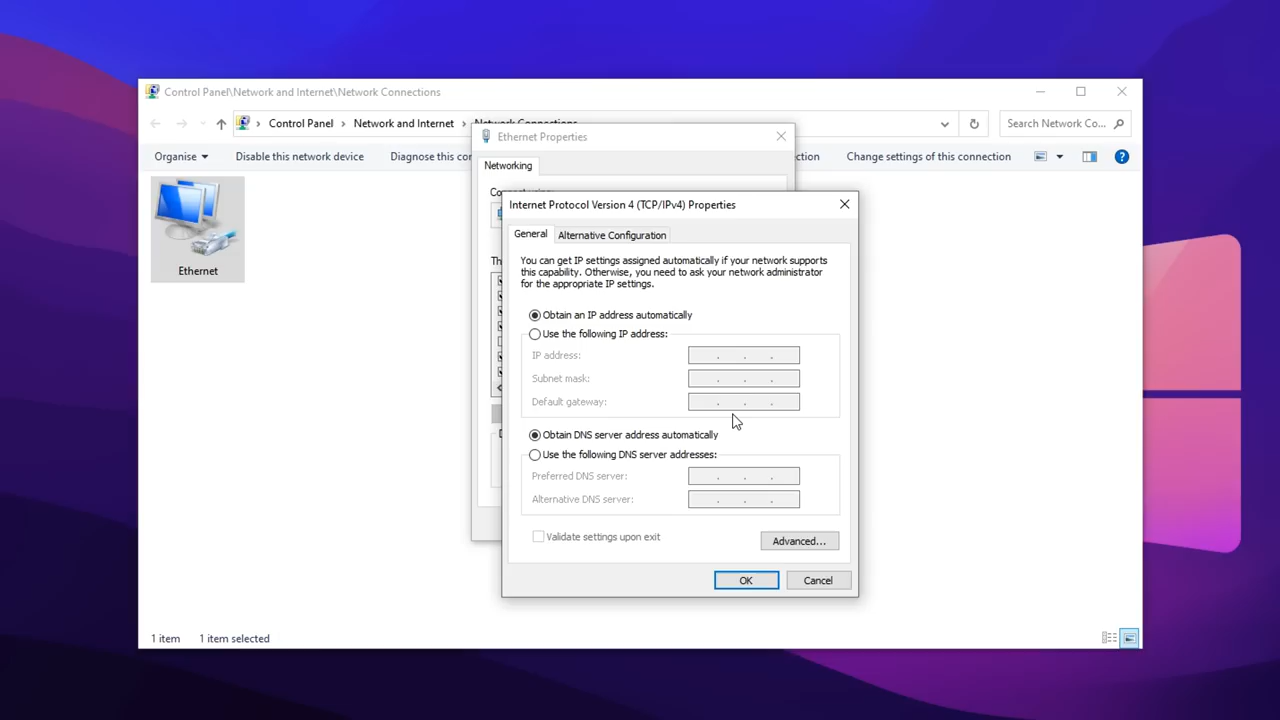 Control Panel\Network and Internet\Network Connections
Control Panel > Network and Internet > Network Connections
Search Network Co...
Organise
Disable this network device
Diagnose this con
ction
Change settings of this connection
Ethernet
Ethernet Properties
Networking
Internet Protocol Version 4 (TCP/IPv4) Properties
General
Alternative Configuration
You can get IP settings assigned automatically if your network supports
this capability. Otherwise, you need to ask your network administrator
for the appropriate IP settings.
Obtain an IP address automatically
Use the following IP address:
IP address:
Subnet mask:
Default gateway:
Obtain DNS server address automatically
Use the following DNS server addresses:
Preferred DNS server:
Alternative DNS server:
Validate settings upon exit
Advanced...
OK
Cancel
1 item
1 item selected